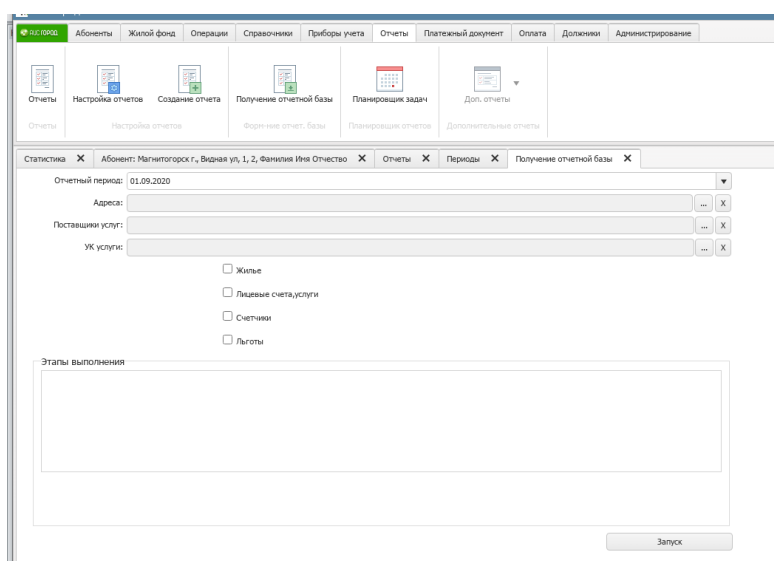 АИС ГОРОД Абоненты Жилой фонд Операции Справочники Приборы учета Отчеты Платежный документ Оплата Должники Администрирование
Отчеты Настройка отчетов Создание отчета Получение отчетной базы Планировщик задач Доп. отчеты
Отчеты Настройка отчетов Форм-ние отчет. базы Планировщик отчетов Дополнительные отчеты
Статистика X Абонент: Магнитогорск г., Видная ул, 1, 2, Фамилия Имя Отчество X Отчеты X Периоды X Получение отчетной базы X
Отчетный период: 01.09.2020
Адреса: ... X
Поставщики услуг: ... X
УК услуги: ... X
Жилье
Лицевые счета,услуги
Счетчики
Льготы
Этапы выполнения
Запуск